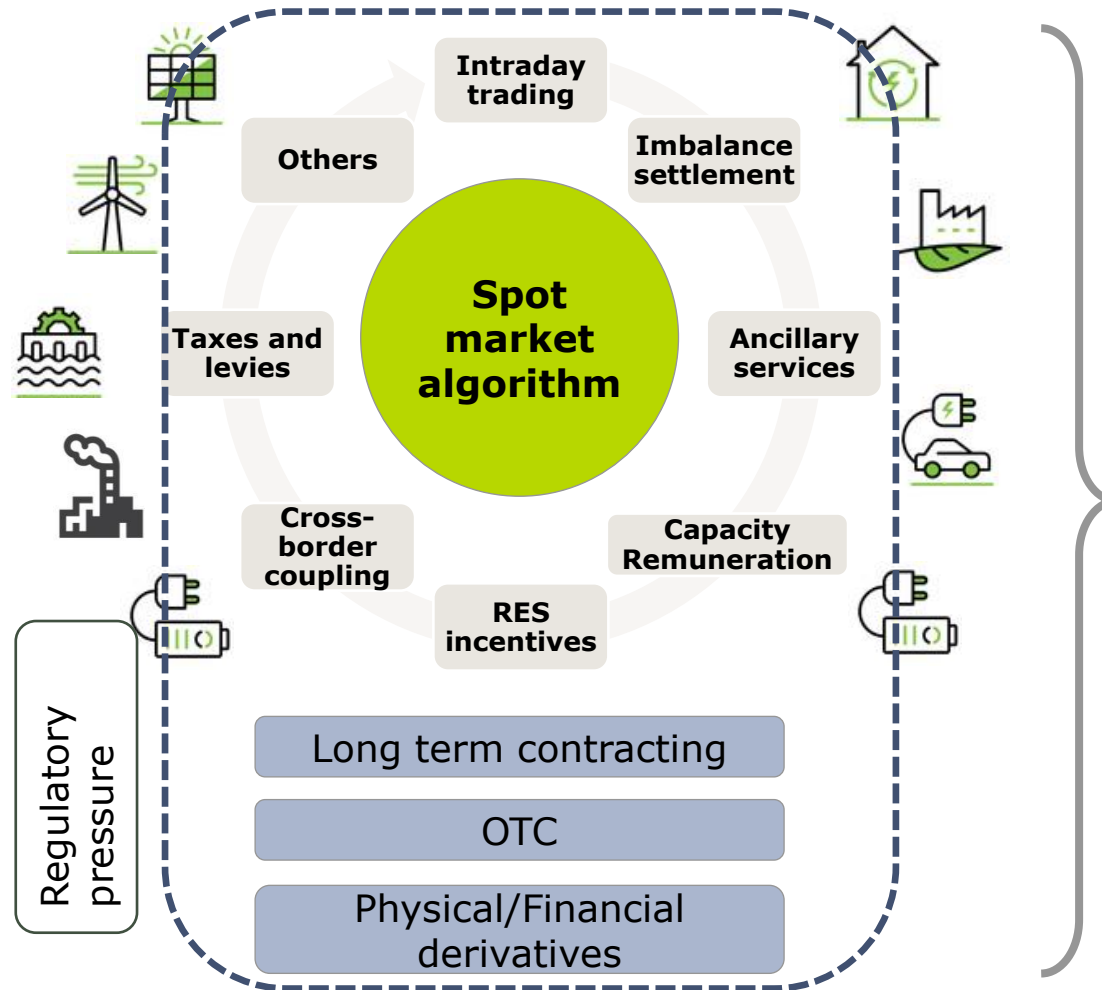 Intraday
trading
Imbalance
settlement
Others
Spot
market
algorithm
Taxes and
levies
Ancillary
services
Cross-
border
coupling
Capacity
Remuneration
RES
incentives
Regulatory
pressure
Long term contracting
OTC
Physical/Financial
derivatives